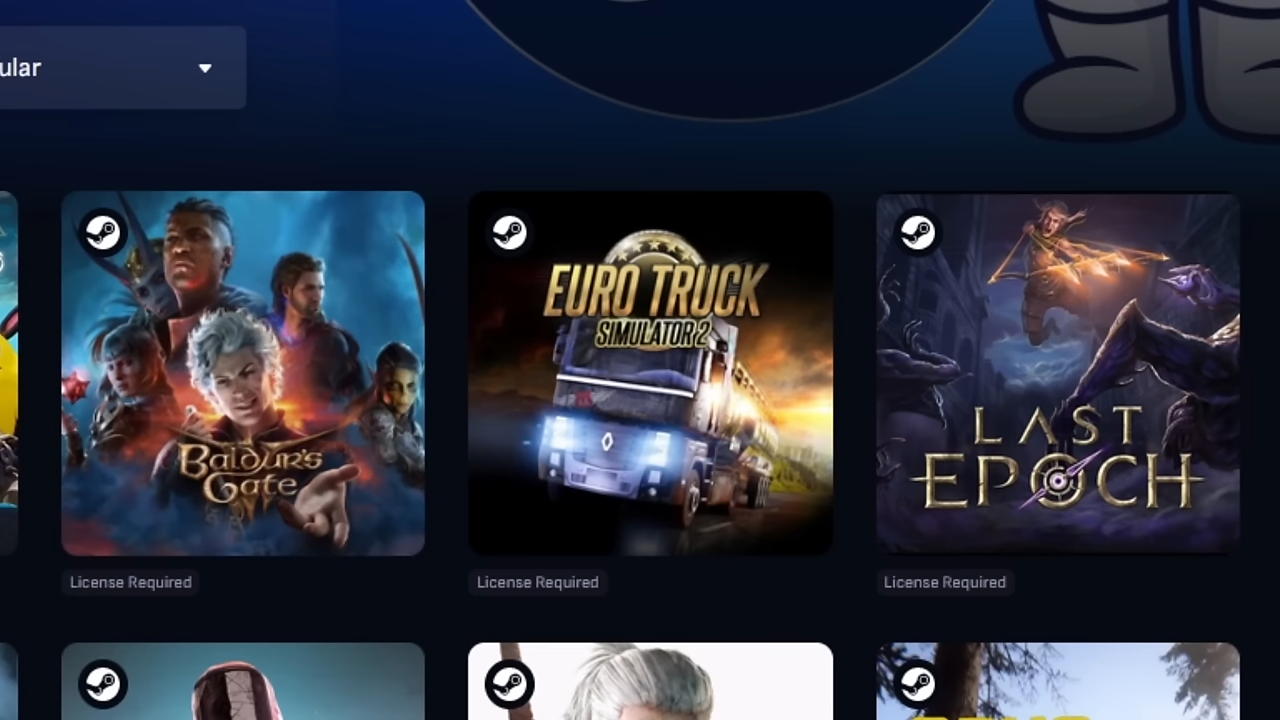 ular
EURO TRUCK
SIMULATOR 2
Baldur's
Gate
LAST
EPOCH
License Required
License Required
License Required